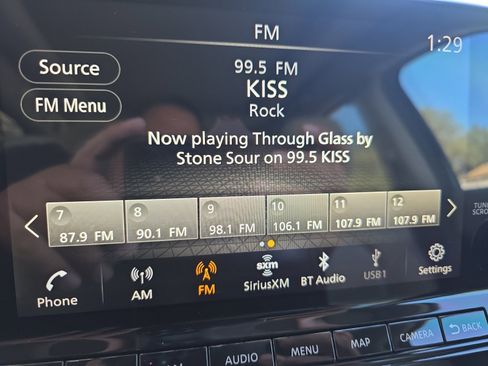 FM
1:29
Source
99.5 FM
KISS
FM Menu
Rock
Now playing Through Glass by
Stone Sour on 99.5 KISS
7 8 9 10 11 12
87.9 FM 90.1 FM 98.1 FM 106.1 FM 107.9 FM 107.9 FM
TUNE
SCROLL
Phone
AM
FM
sxm
SiriusXM
BT Audio
USB1
Settings
AUDIO
MENU
MAP
CAMERA
BACK